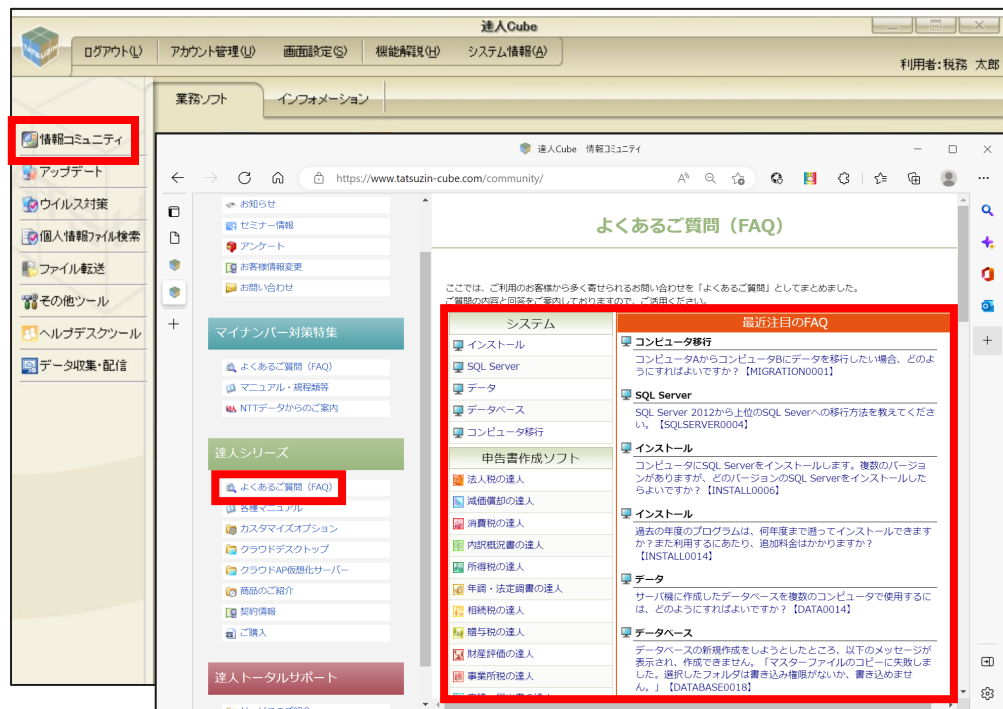 達人Cube
ログアウト(L)
アカウント管理(U)
画面設定(S)
機能解説(H)
システム情報(A)
利用者:税務 太郎
業務ソフト
インフォメーション
情報コミュニティ
アップデート
ウイルス対策
個人情報ファイル検索
ファイル転送
その他ツール
ヘルプデスクツール
データ収集・配信
達人Cube 情報コミュニティ
https://www.tatsuzin-cube.com/community/
お知らせ
セミナー情報
アンケート
お客様情報変更
お問い合わせ
マイナンバー対策特集
よくあるご質問（FAQ）
マニュアル・規程類等
NTTデータからのご案内
達人シリーズ
よくあるご質問（FAQ）
各種マニュアル
カスタマイズオプション
クラウドデスクトップ
クラウドAP仮想化サーバー
商品のご紹介
契約情報
ご購入
達人トータルサポート
よくあるご質問（FAQ）
ここでは、ご利用のお客様から多く寄せられるお問い合わせを「よくあるご質問」としてまとめました。
ご質問の内容と回答をご案内しておりますので、ご活用ください。
システム
インストール
SQL Server
データ
データベース
コンピュータ移行
申告書作成ソフト
法人税の達人
減価償却の達人
消費税の達人
内訳概況書の達人
所得税の達人
年調・法定調書の達人
相続税の達人
贈与税の達人
財産評価の達人
事業所税の達人
最近注目のFAQ
コンピュータ移行
コンピュータAからコンピュータBにデータを移行したい場合、どのよ
うにすればよいですか？【MIGRATION0001】
SQL Server
SQL Server 2012から上位のSQL Severへの移行方法を教えてくださ
い。【SQLSERVER0004】
インストール
コンピュータにSQL Serverをインストールします。複数のバージョ
ンがありますが、どのバージョンのSQL Serverをインストールした
らよいですか？【INSTALL0006】
インストール
過去の年度のプログラムは、何年度まで遡ってインストールできます
か？また利用するにあたり、追加料金はかかりますか？
【INSTALL0014】
データ
サーバ機に作成したデータベースを複数のコンピュータで使用するに
は、どのようにすればよいですか？【DATA0014】
データベース
データベースの新規作成をしようとしたところ、以下のメッセージが
表示され、作成できません。「マスターファイルのコピーに失敗しま
した。選択したフォルダは書き込み権限がないか、書き込めませ
ん。」【DATABASE0018】